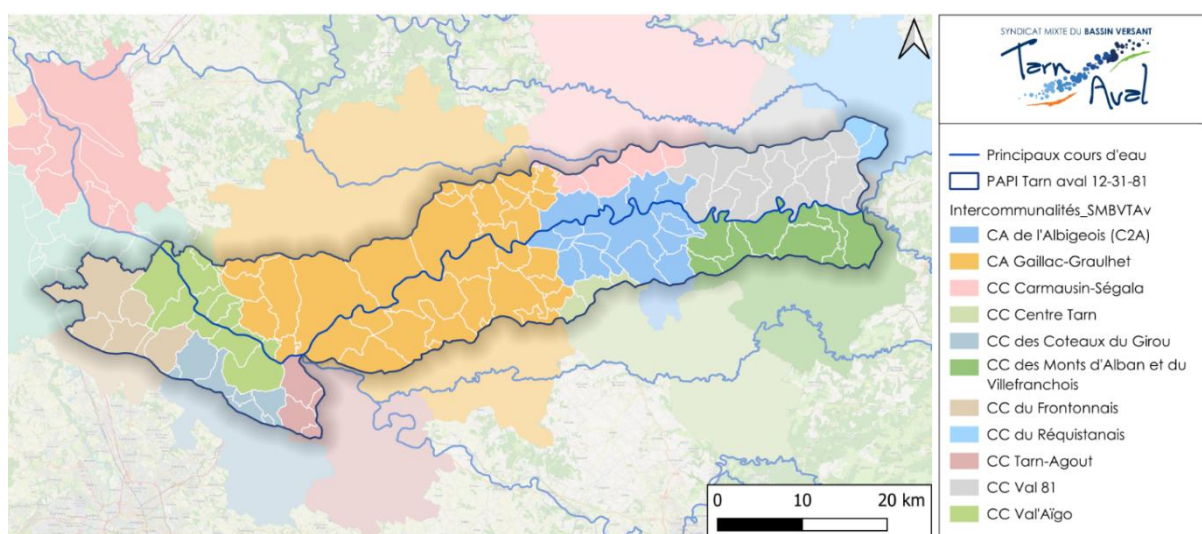 SYNDICAT MIXTE DU BASSIN VERSANT
Tarn
Aval
Principaux cours d'eau
PAPI Tarn aval 12-31-81
Intercommunalités_SMBVTAv
CA de l'Albigeois (C2A)
CA Gaillac-Graulhet
CC Carmausin-Ségala
CC Centre Tarn
CC des Coteaux du Girou
CC des Monts d'Alban et du
Villefranchois
CC du Frontonnais
CC du Réquistanais
CC Tarn-Agout
CC Val 81
CC Val'Aïgo
0 10 20 km